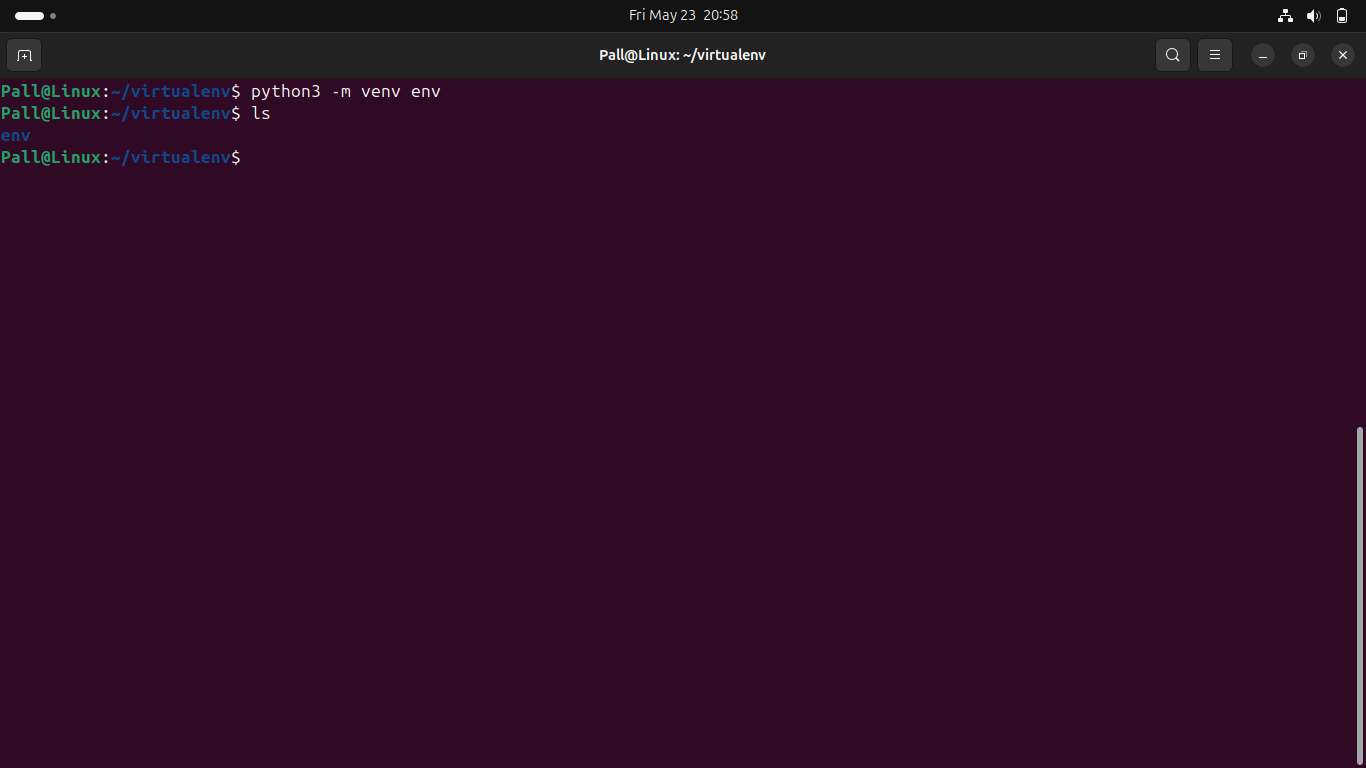 Fri May 23 20:58
Pall@Linux: ~/virtualenv
Pall@Linux:~/virtualenv$ python3 -m venv env
Pall@Linux:~/virtualenv$ ls
env
Pall@Linux:~/virtualenv$